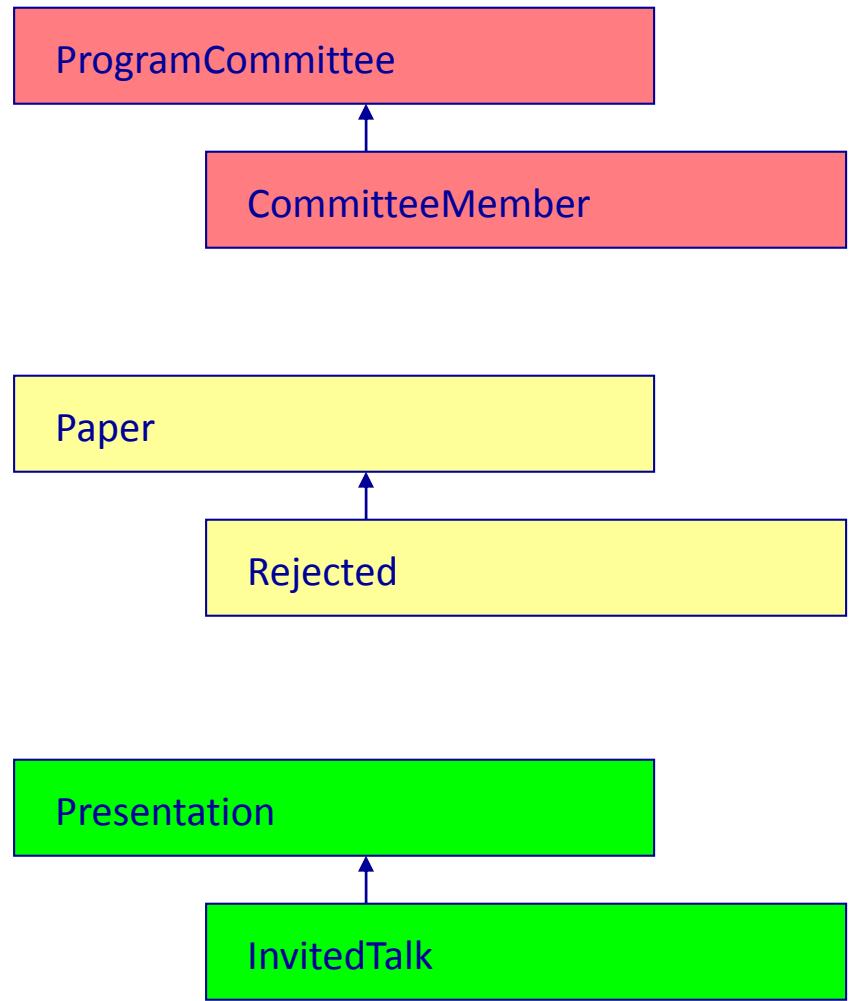 ProgramCommittee
CommitteeMember
Paper
Rejected
Presentation
InvitedTalk